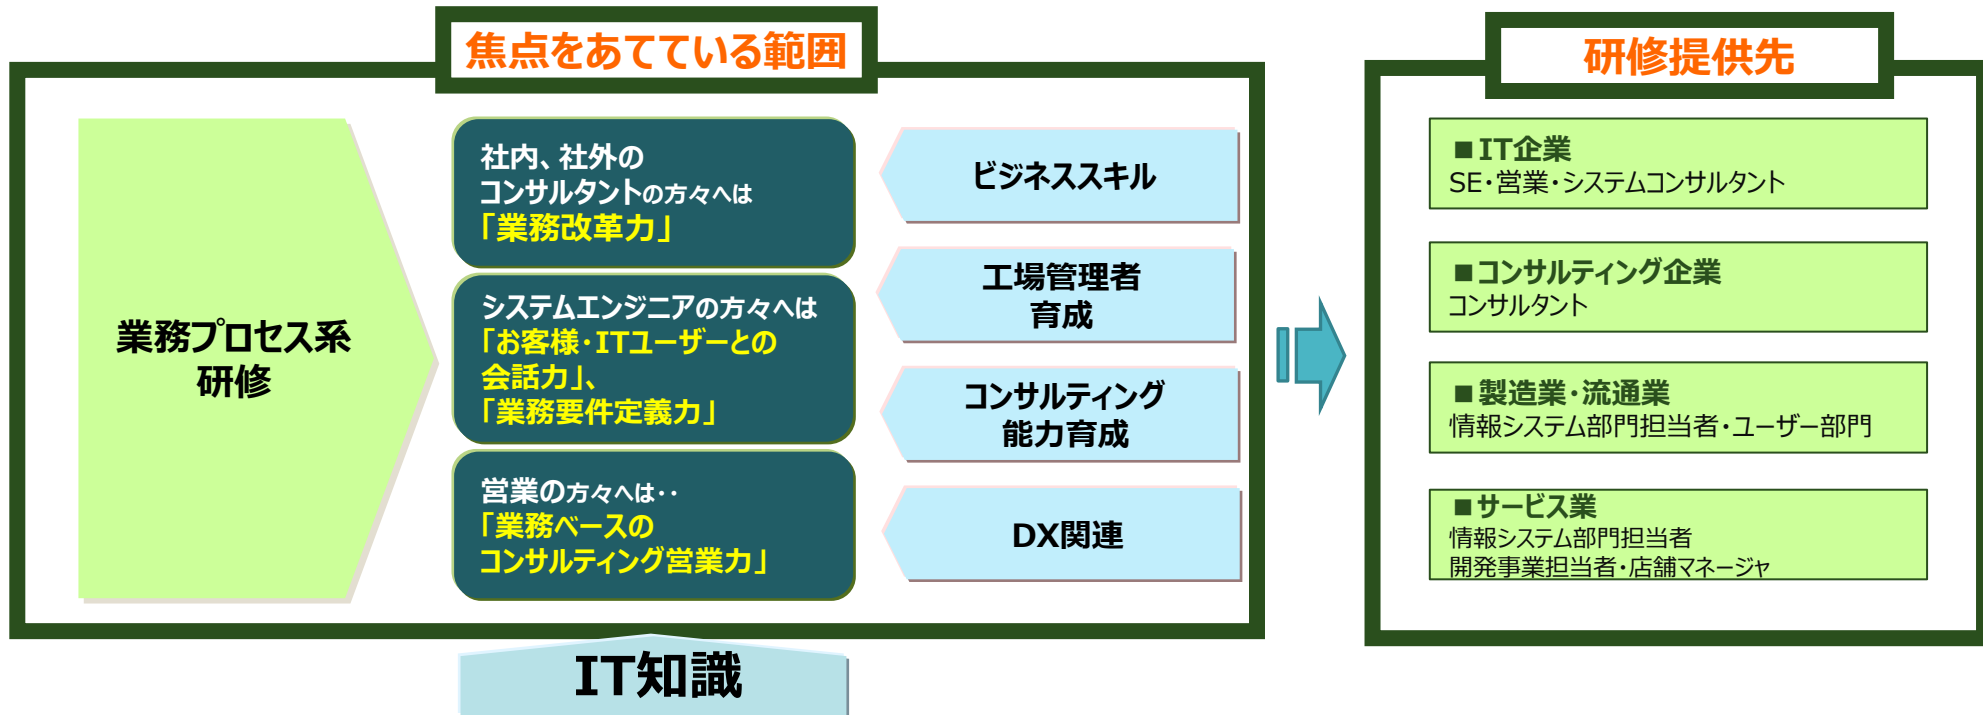 焦点をあてている範囲
業務プロセス系
研修
社内、社外の
コンサルタントの方々へは
「業務改革力」
システムエンジニアの方々へは
「お客様・ITユーザーとの
会話力」、
「業務要件定義力」
営業の方々へは・・
「業務ベースの
コンサルティング営業力」
ビジネススキル
工場管理者
育成
コンサルティング
能力育成
DX関連
IT知識
研修提供先
■IT企業
SE・営業・システムコンサルタント
■コンサルティング企業
コンサルタント
■製造業・流通業
情報システム部門担当者・ユーザー部門
■サービス業
情報システム部門担当者
開発事業担当者・店舗マネージャ